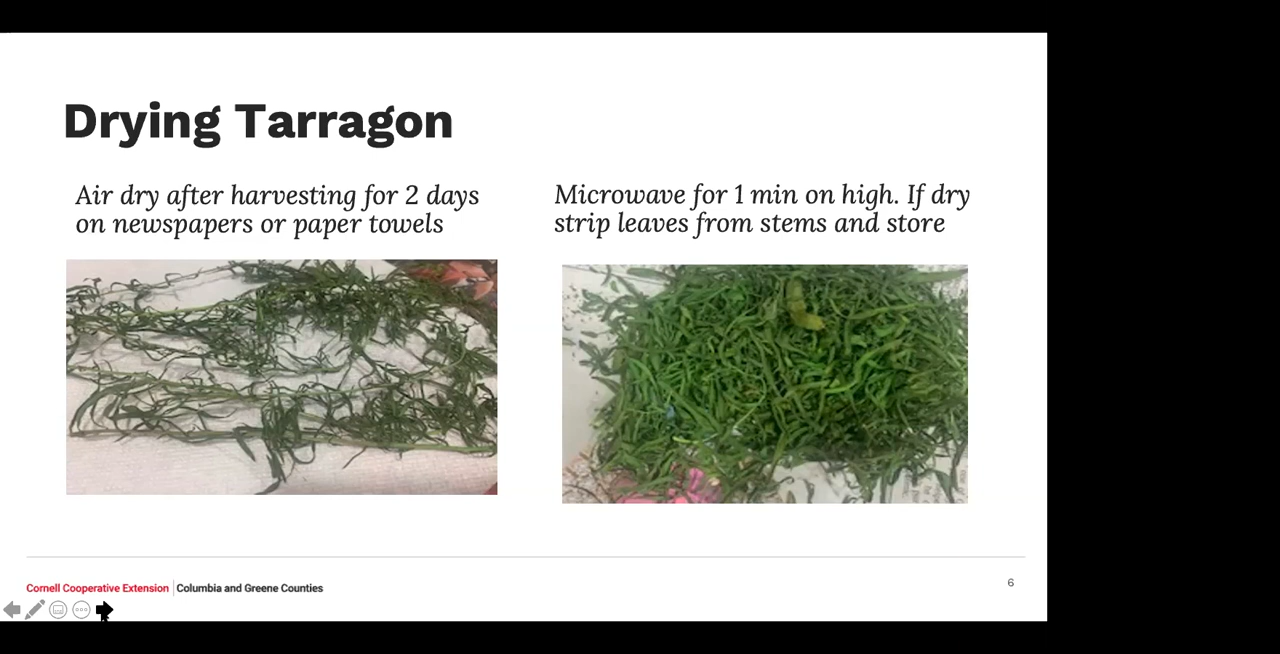 Drying Tarragon
Air dry after harvesting for 2 days
on newspapers or paper towels
Microwave for 1 min on high. If dry
strip leaves from stems and store
Cornell Cooperative Extension | Columbia and Greene Counties
6